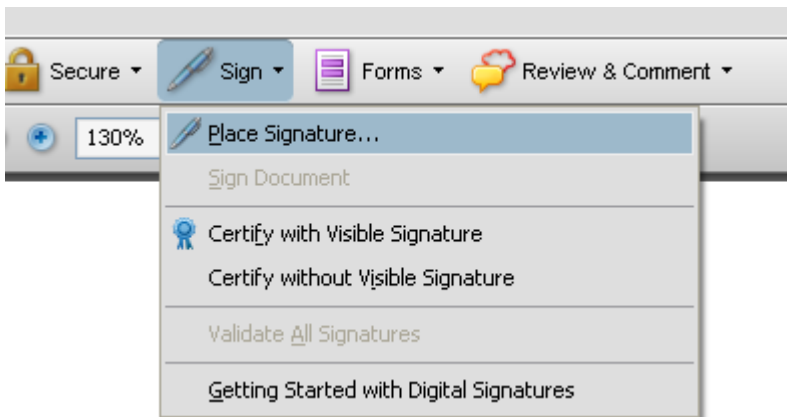 Secure Sign Forms Review & Comment
130%
Place Signature...
Sign Document
Certify with Visible Signature
Certify without Visible Signature
Validate All Signatures
Getting Started with Digital Signatures